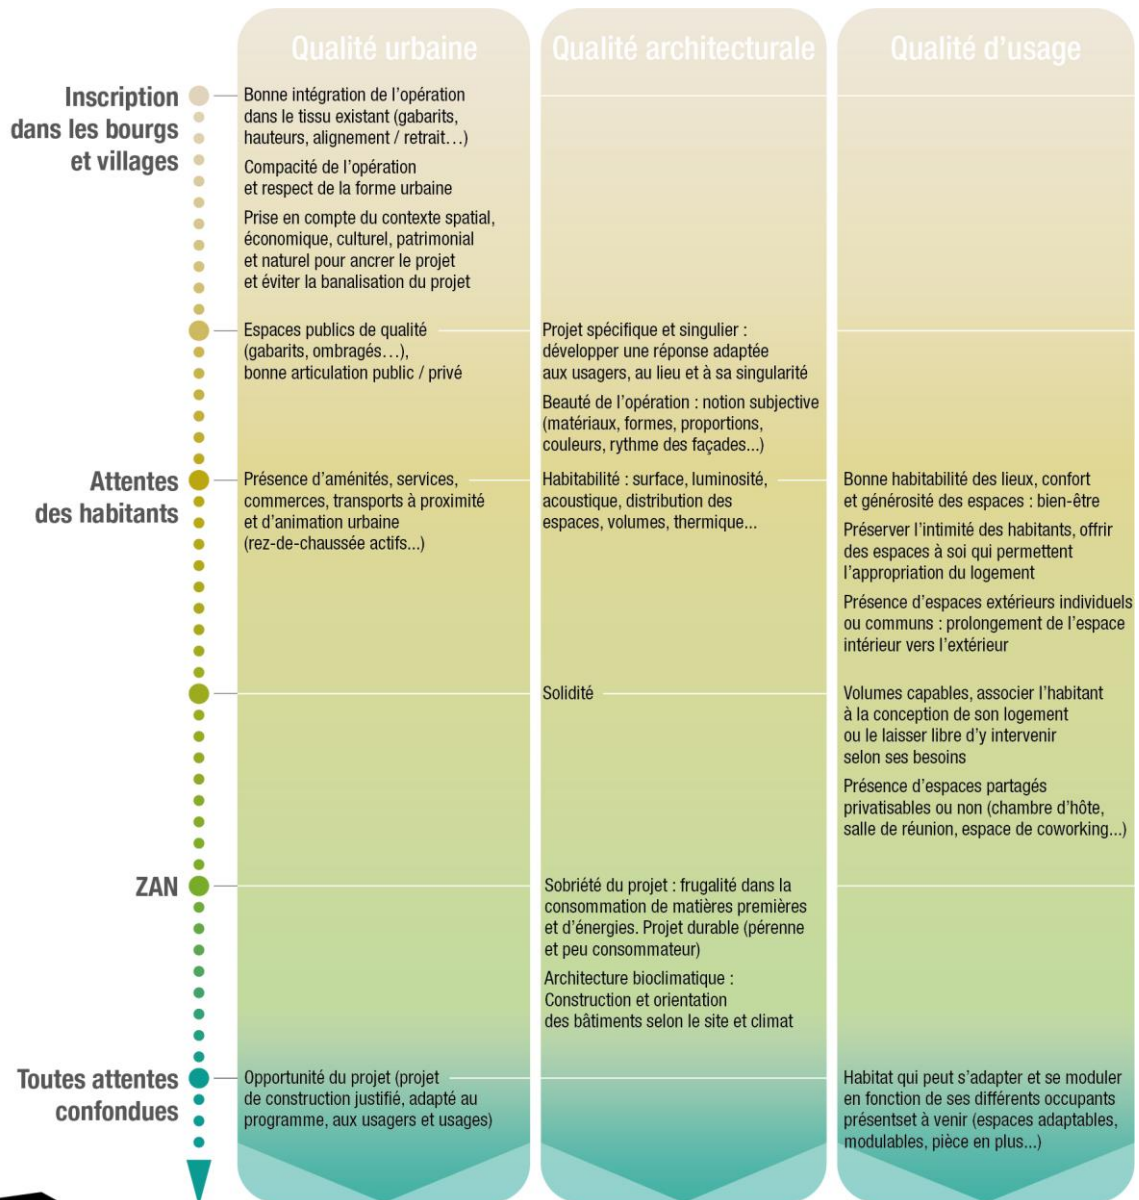 Qualité urbaine
Qualité architecturale
Qualité d'usage
Inscription
dans les bourgs
et villages
Bonne intégration de l'opération
dans le tissu existant (gabarits,
hauteurs, alignement / retrait…)
Compacité de l'opération
et respect de la forme urbaine
Prise en compte du contexte spatial,
économique, culturel, patrimonial
et naturel pour ancrer le projet
et éviter la banalisation du projet
Espaces publics de qualité
(gabarits, ombragés…),
bonne articulation public / privé
Projet spécifique et singulier :
développer une réponse adaptée
aux usagers, au lieu et à sa singularité
Beauté de l'opération : notion subjective
(matériaux, formes, proportions,
couleurs, rythme des façades...)
Attentes
des habitants
Présence d'aménités, services,
commerces, transports à proximité
et d'animation urbaine
(rez-de-chaussée actifs...)
Habitabilité : surface, luminosité,
acoustique, distribution des
espaces, volumes, thermique...
Bonne habitabilité des lieux, confort
et générosité des espaces : bien-être
Préserver l'intimité des habitants, offrir
des espaces à soi qui permettent
l'appropriation du logement
Présence d'espaces extérieurs individuels
ou communs : prolongement de l'espace
intérieur vers l'extérieur
Solidité
Volumes capables, associer l'habitant
à la conception de son logement
ou le laisser libre d'y intervenir
selon ses besoins
Présence d'espaces partagés
privatisables ou non (chambre d'hôte,
salle de réunion, espace de coworking...)
ZAN
Sobriété du projet : frugalité dans la
consommation de matières premières
et d'énergies. Projet durable (pérenne
et peu consommateur)
Architecture bioclimatique :
Construction et orientation
des bâtiments selon le site et climat
Toutes attentes
confondues
Opportunité du projet (projet
de construction justifié, adapté au
programme, aux usagers et usages)
Habitat qui peut s'adapter et se moduler
en fonction de ses différents occupants
présentset à venir (espaces adaptables,
modulables, pièce en plus...)